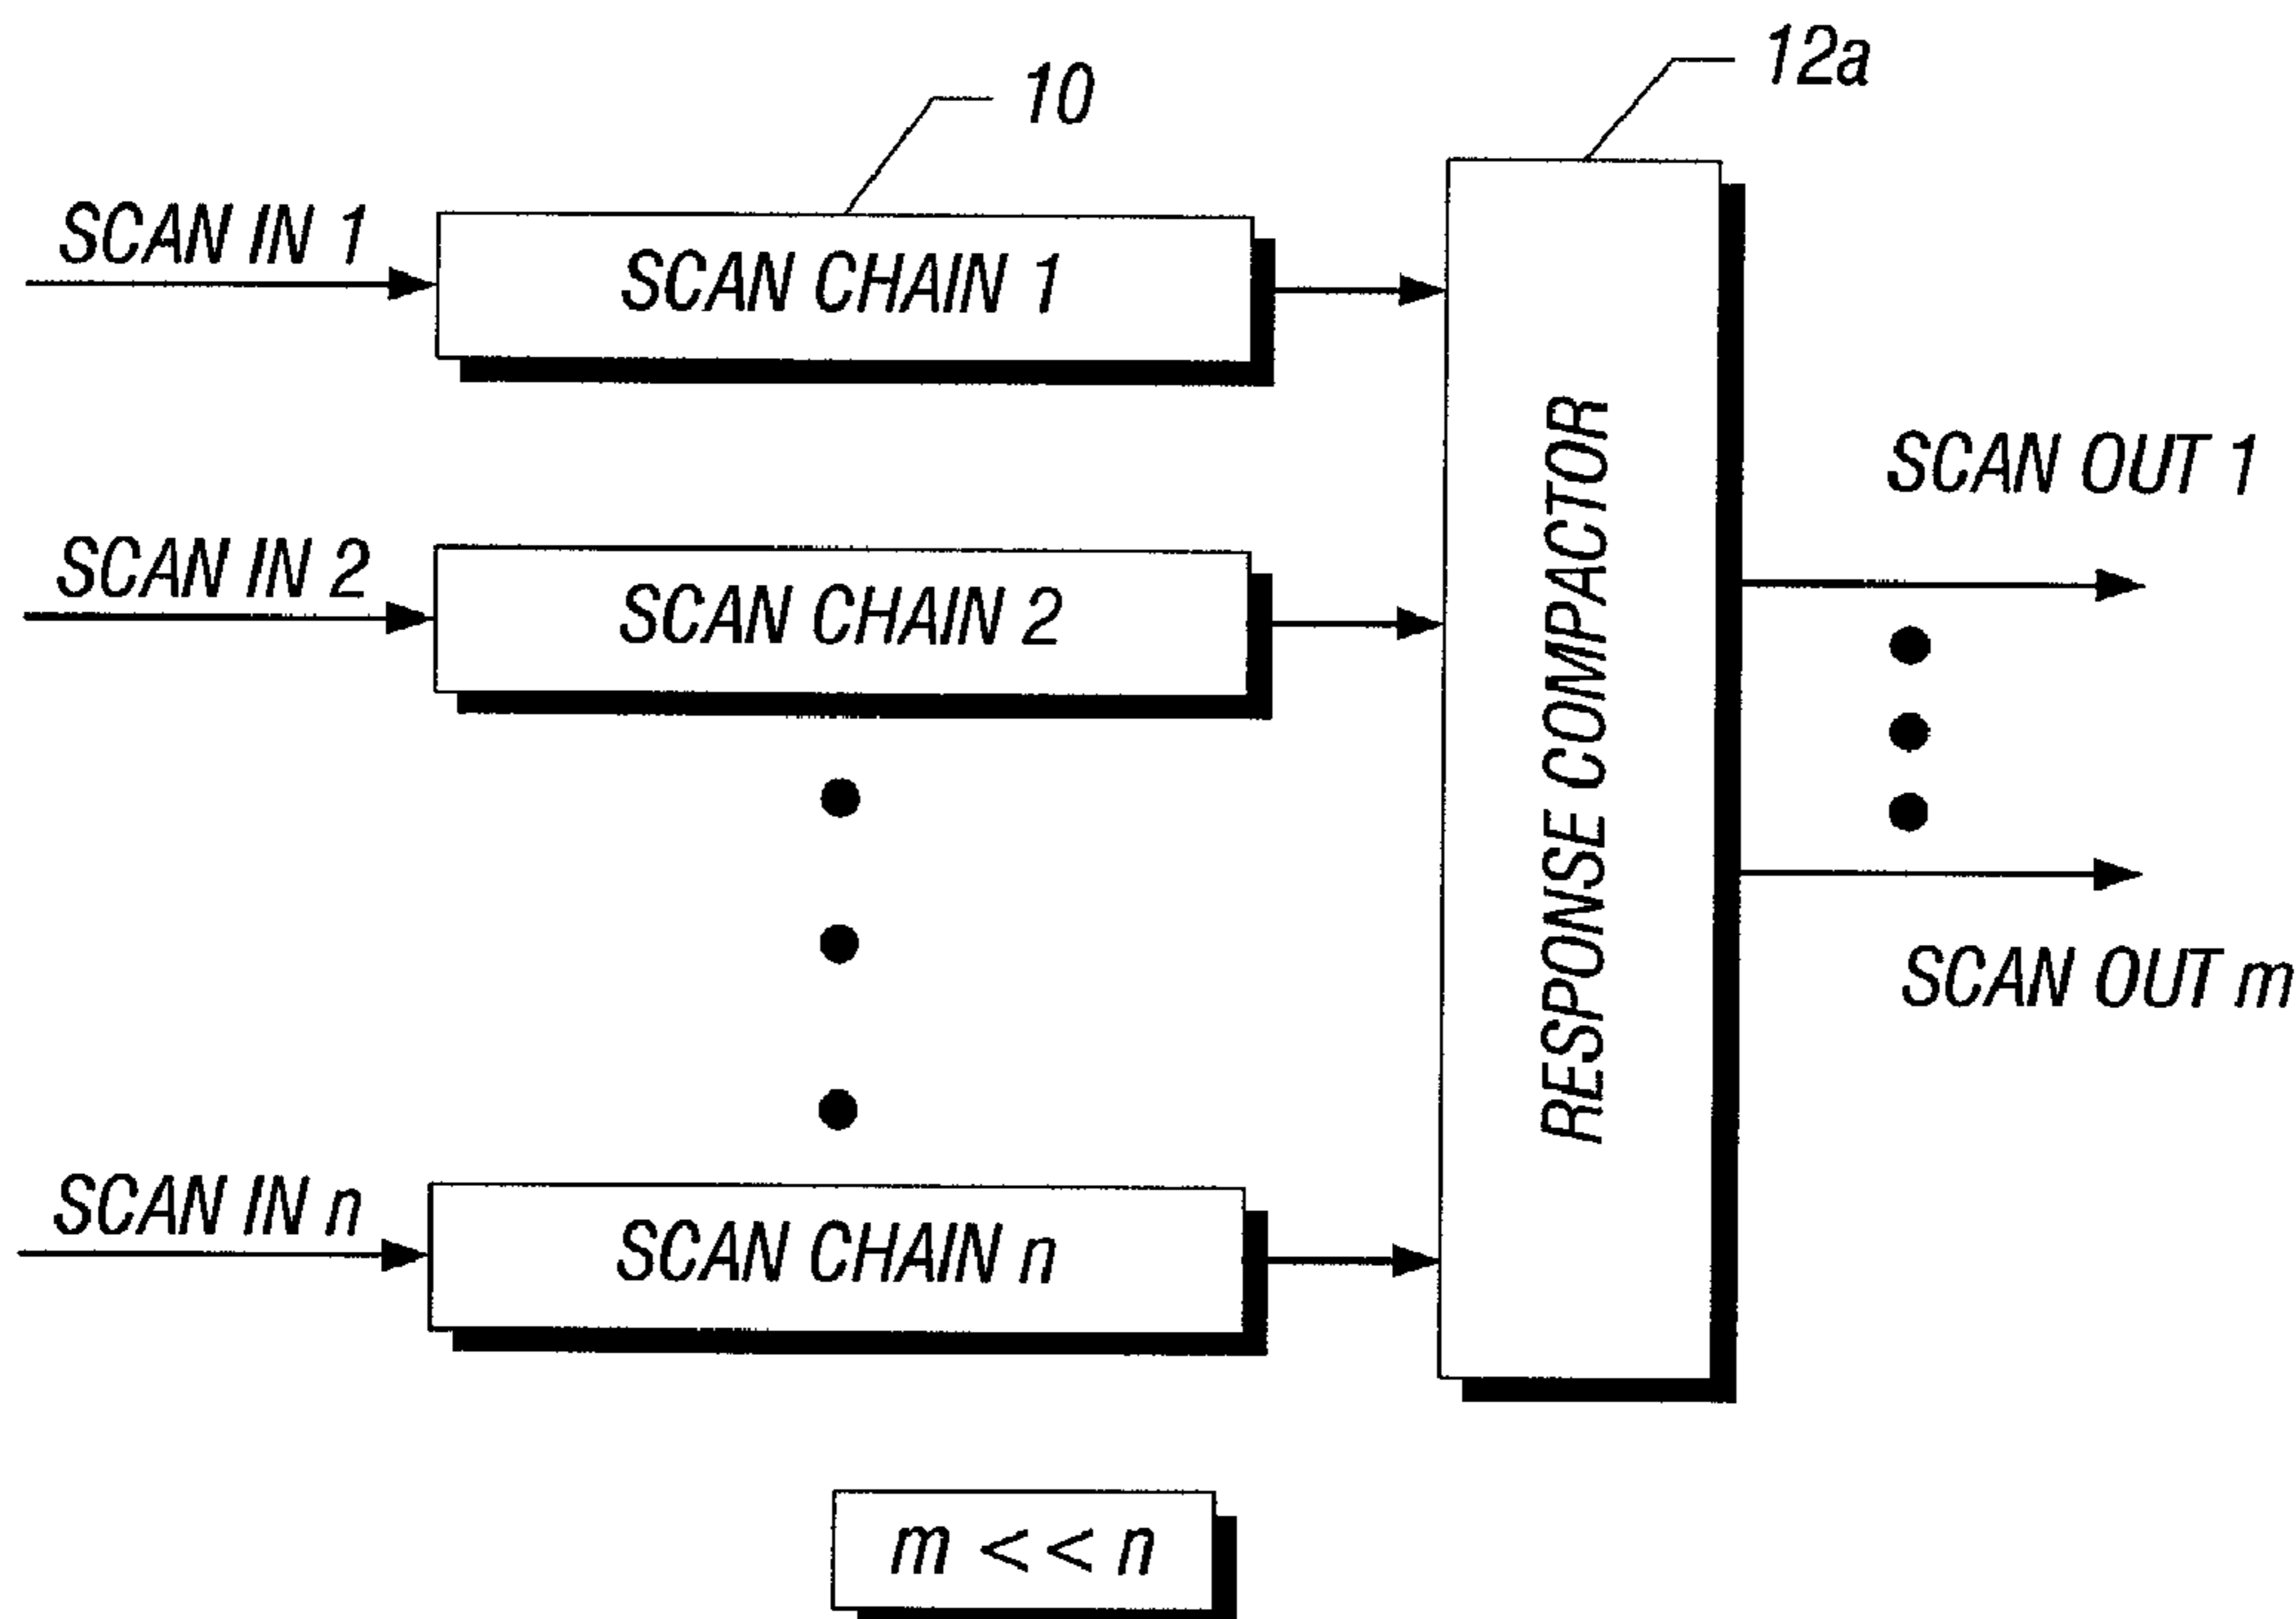 10
12a
SCAN IN 1
SCAN CHAIN 1
SCAN IN 2
SCAN CHAIN 2
SCAN IN n
SCAN CHAIN n
RESPONSE COMPACTOR
SCAN OUT 1
SCAN OUT m
m < < n